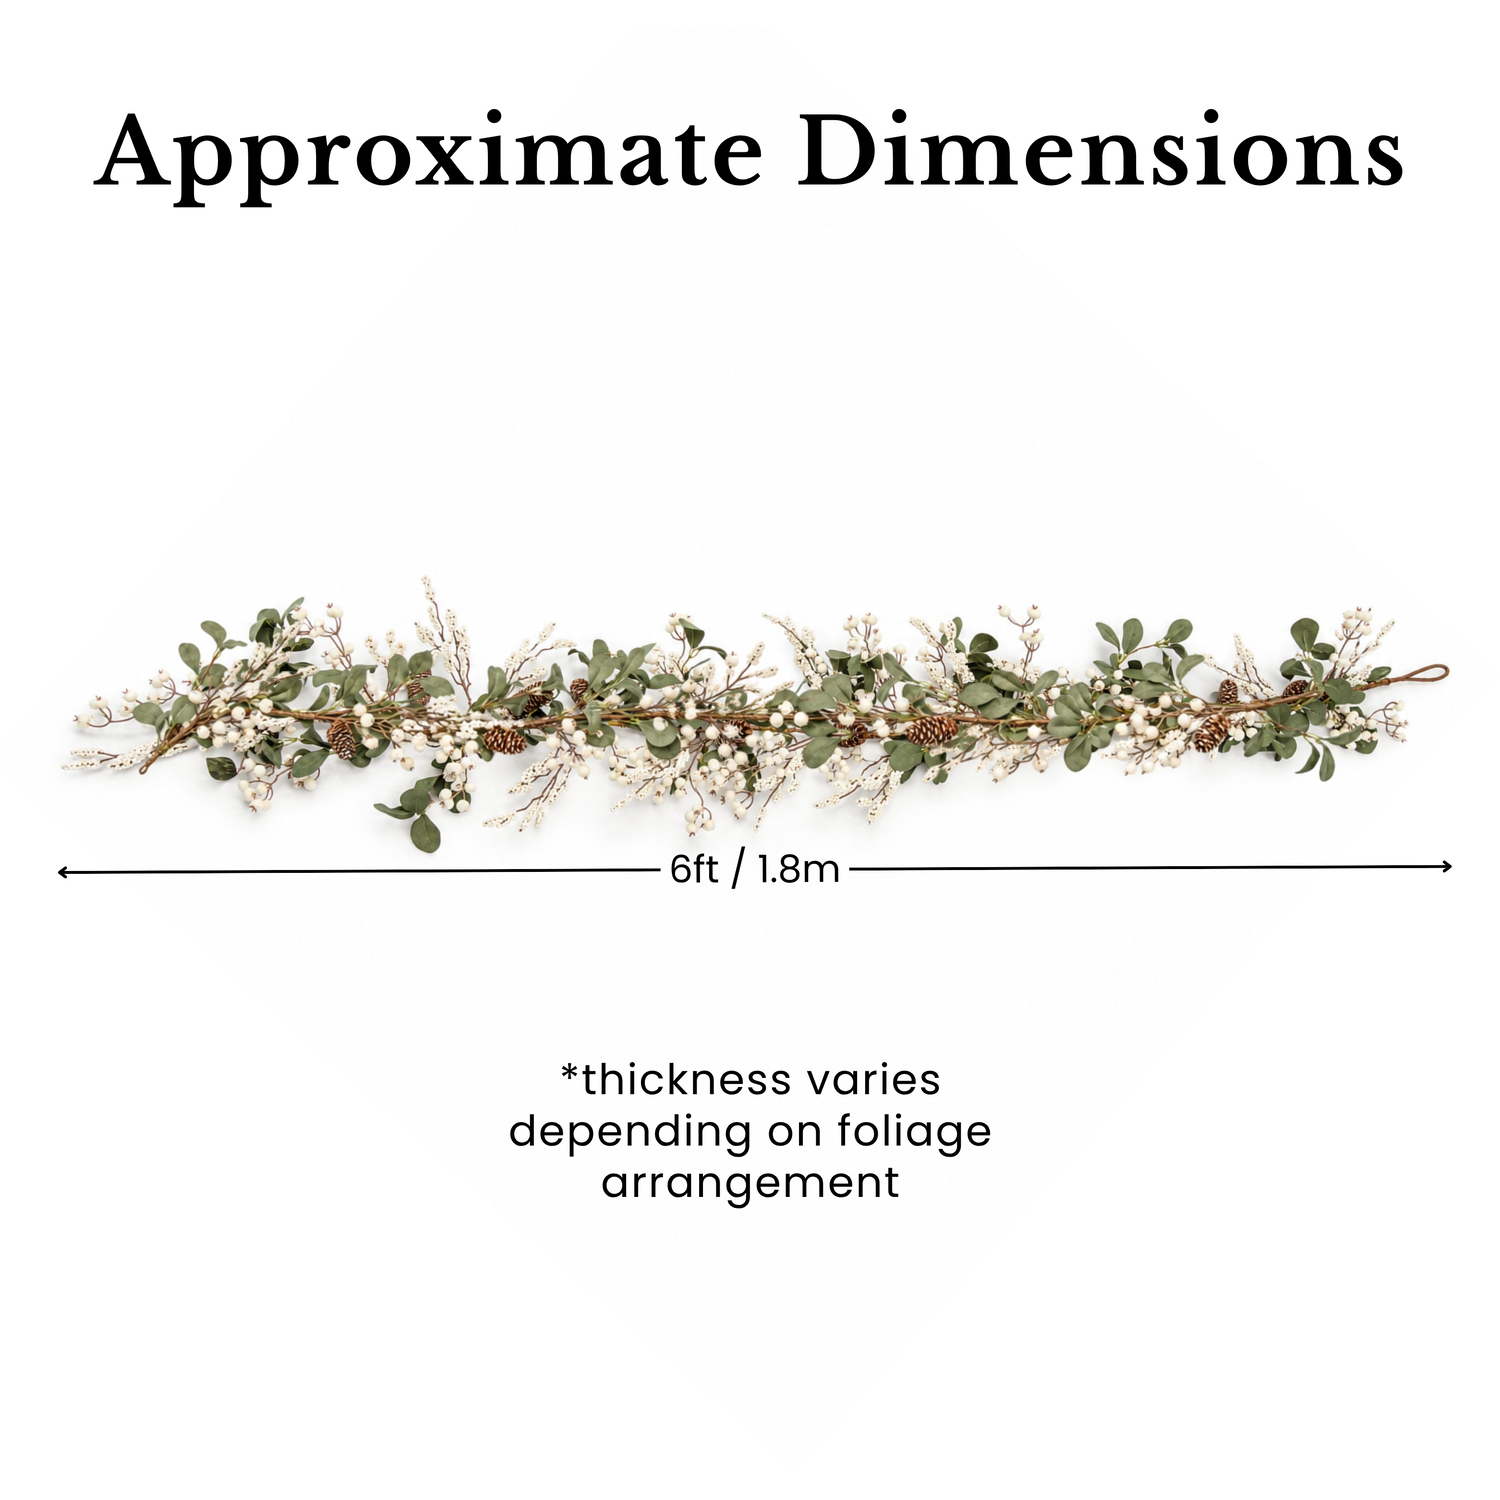 Approximate Dimensions
6ft / 1.8m
*thickness varies
depending on foliage
arrangement